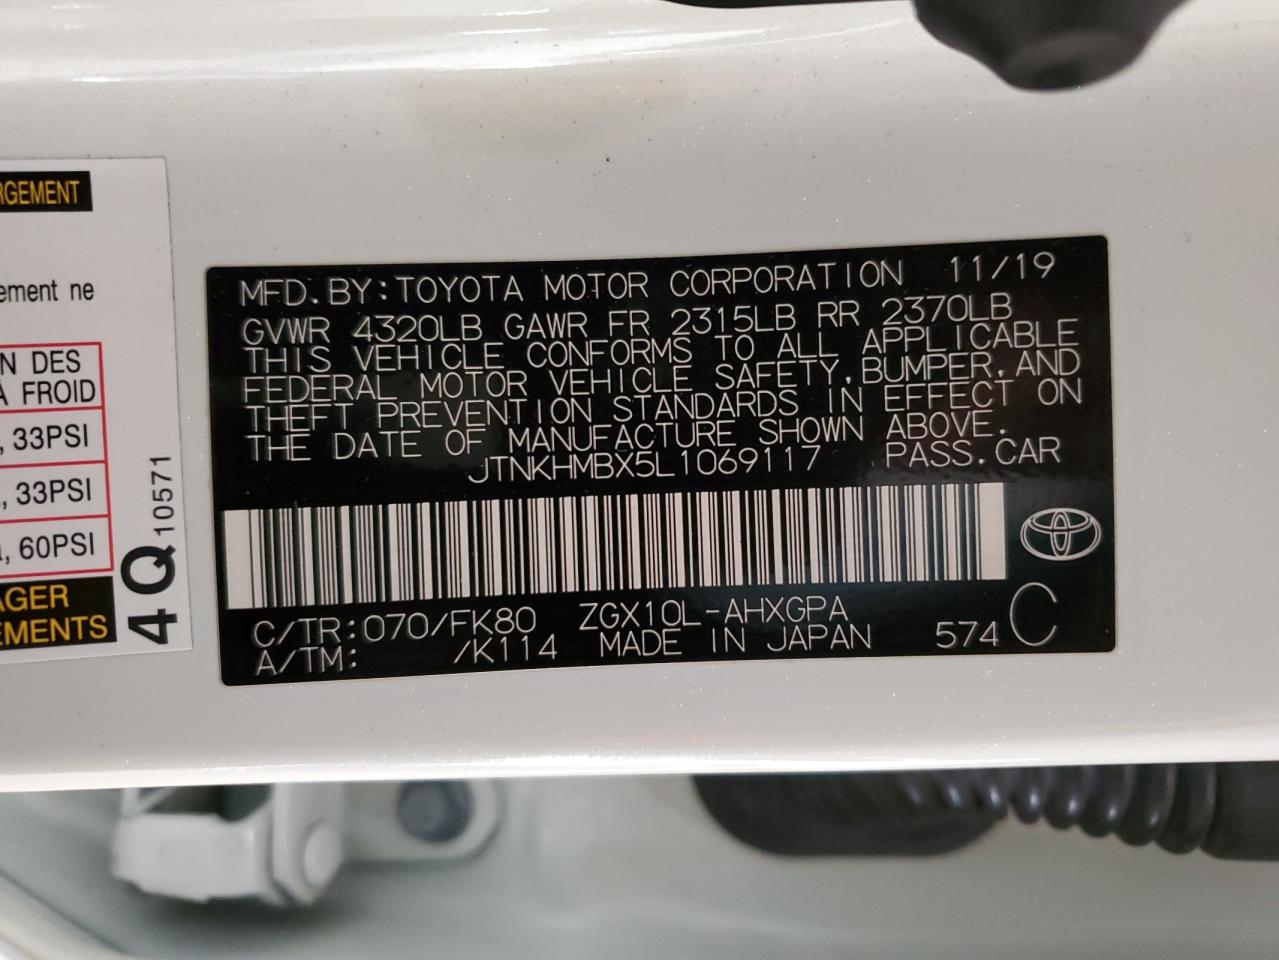 RGEMENT
ement ne
N DES
A FROID
, 33PSI
, 33PSI
, 60PSI
AGER
EMENTS
4Q 10571
MFD. BY: TOYOTA MOTOR CORPORATION 11/19
GVWR 4320LB GAWR FR 2315LB RR 2370LB
THIS VEHICLE CONFORMS TO ALL APPLICABLE
FEDERAL MOTOR VEHICLE SAFETY, BUMPER, AND
THEFT PREVENTION STANDARDS IN EFFECT ON
THE DATE OF MANUFACTURE SHOWN ABOVE.
JTNKHMBX5L1069117 PASS. CAR
C/TR: 070/FK80 ZGX10L-AHXGPA
A/TM: /K114 MADE IN JAPAN 574 C